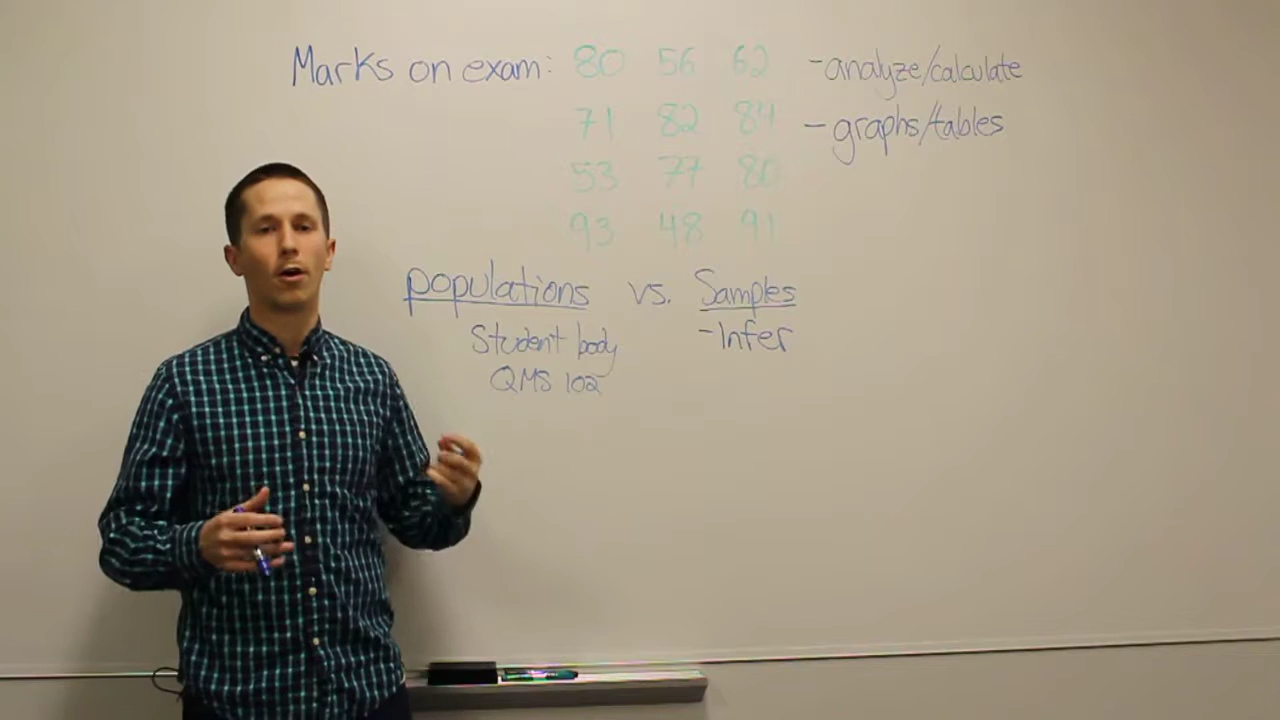 Marks on exam: 80 56 62 -analyze/calculate
71 82 84 - graphs/tables
53 77 80
93 48 91
populations vs. Samples
Student body -Infer
QMS 102